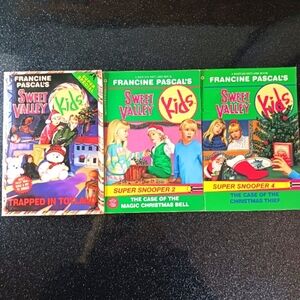 FRANCINE PASCAL'S
SWEET VALLEY
Kids
TRAPPED IN TOYLAND
FRANCINE PASCAL'S
SWEET VALLEY
Kids
SUPER SNOOPER 2
THE CASE OF THE
MAGIC CHRISTMAS BELL
FRANCINE PASCAL'S
SWEET VALLEY
Kids
SUPER SNOOPER 4
THE CASE OF THE
CHRISTMAS THIEF